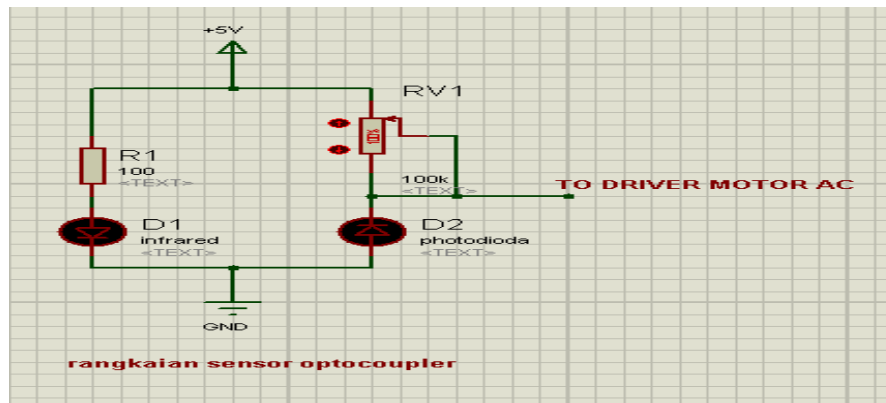 +5V
RV1
R1
100
<TEXT>
100%
100k
<TEXT>
TO DRIVER MOTOR AC
D1
infrared
<TEXT>
D2
photodioda
<TEXT>
GND
rangkaian sensor optocoupler